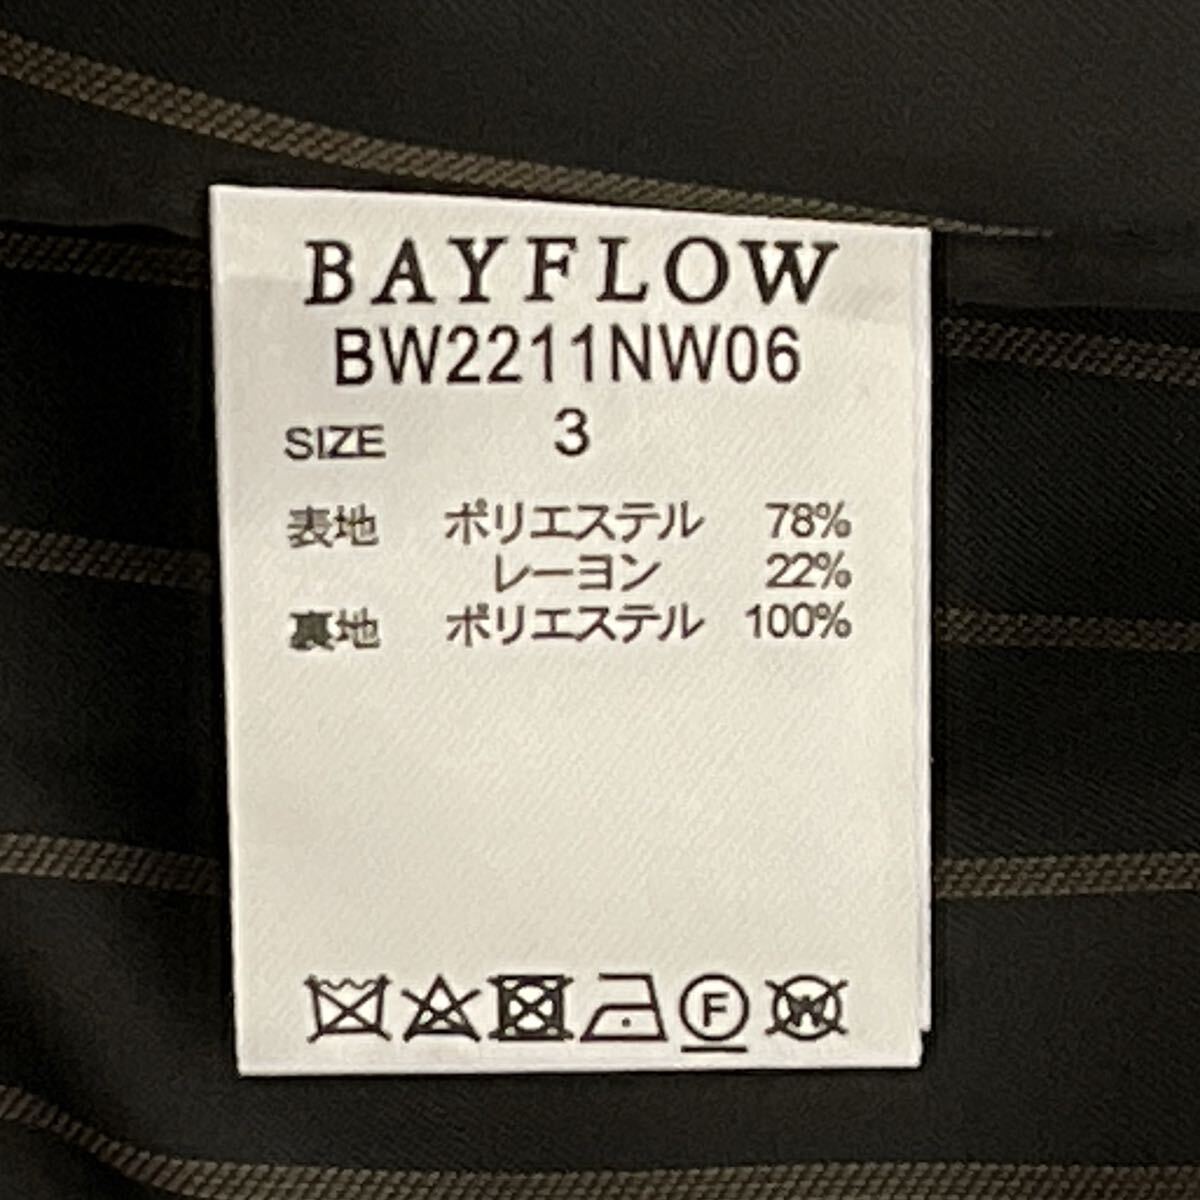 BAYFLOW
BW2211NW06
SIZE 3
表地 ポリエステル 78%
レーヨン 22%
裏地 ポリエステル 100%
F W